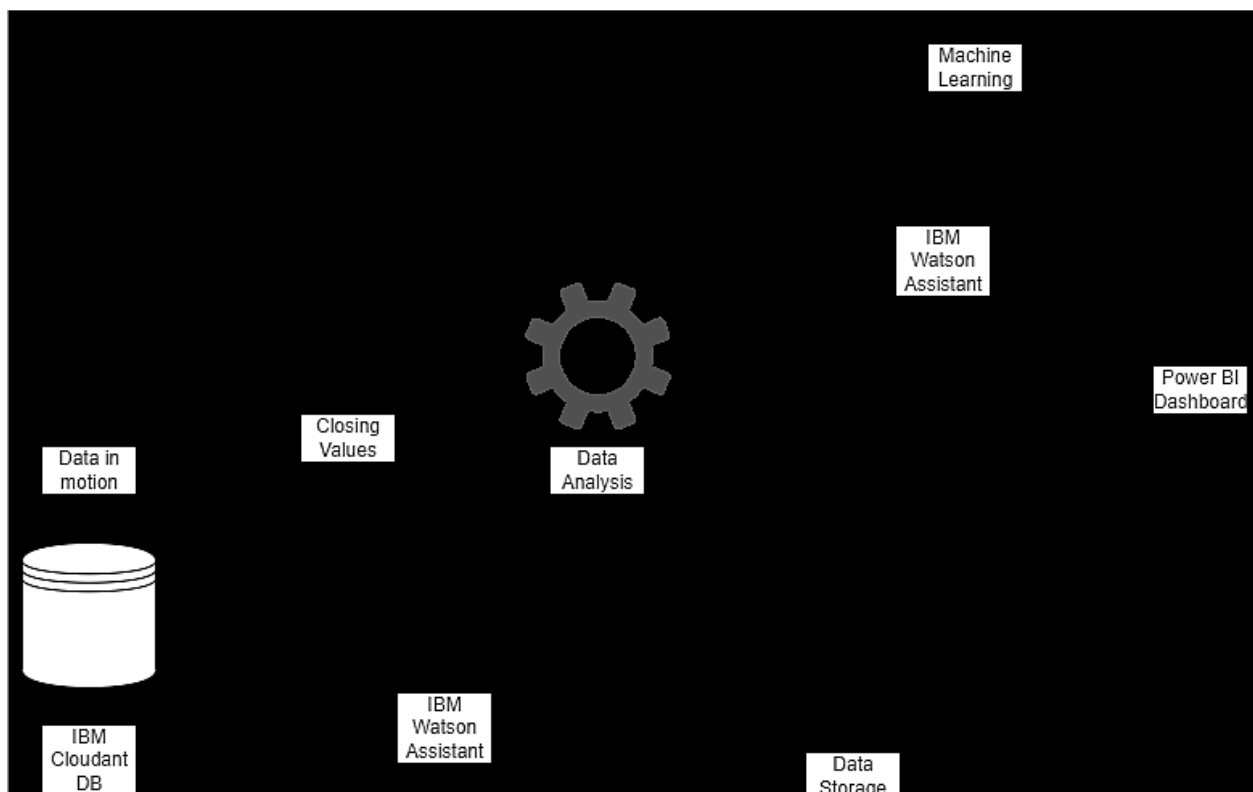 Machine
Learning
IBM
Watson
Assistant
Power BI
Dashboard
Closing
Values
Data in
motion
Data
Analysis
IBM
Watson
Assistant
IBM
Cloudant
DB
Data
Storage